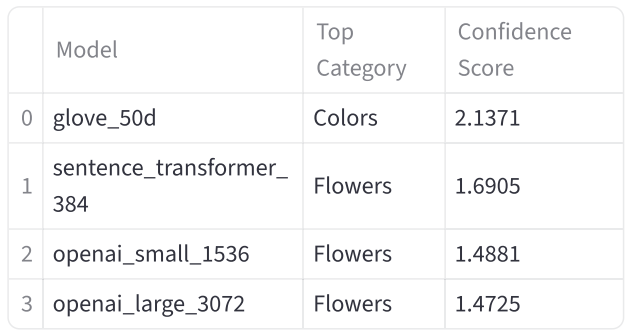 Model Top Category Confidence Score
0 glove_50d Colors 2.1371
1 sentence_transformer_384 Flowers 1.6905
2 openai_small_1536 Flowers 1.4881
3 openai_large_3072 Flowers 1.4725